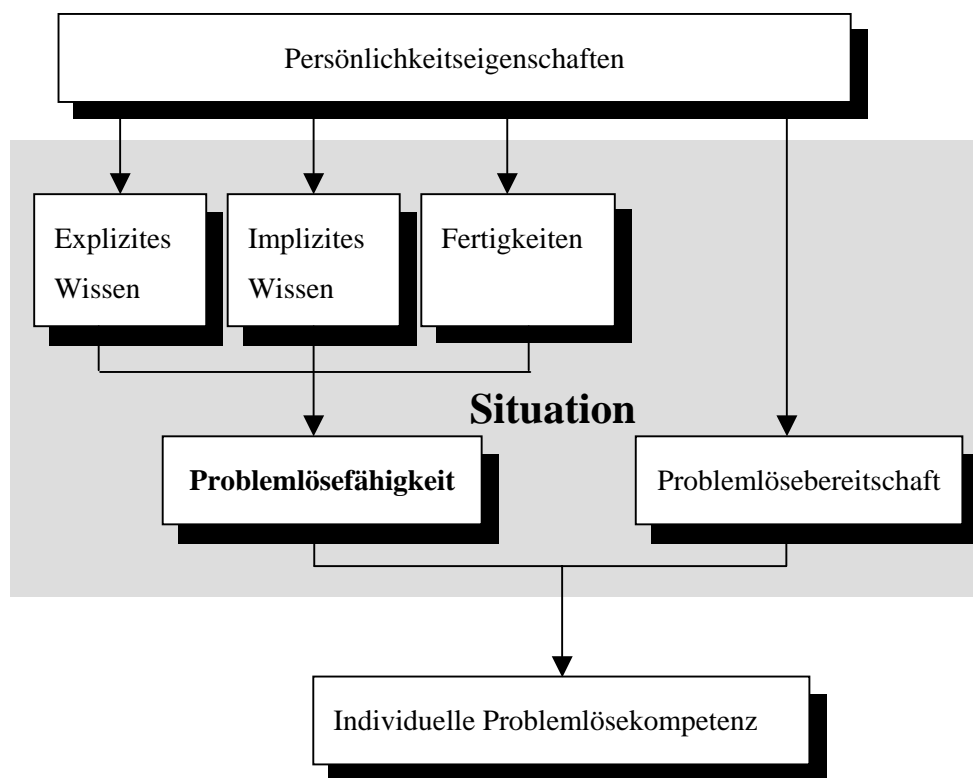 Persönlichkeitseigenschaften
Explizites
Wissen
Implizites
Wissen
Fertigkeiten
Situation
Problemlösefähigkeit
Problemlösebereitschaft
Individuelle Problemlösekompetenz